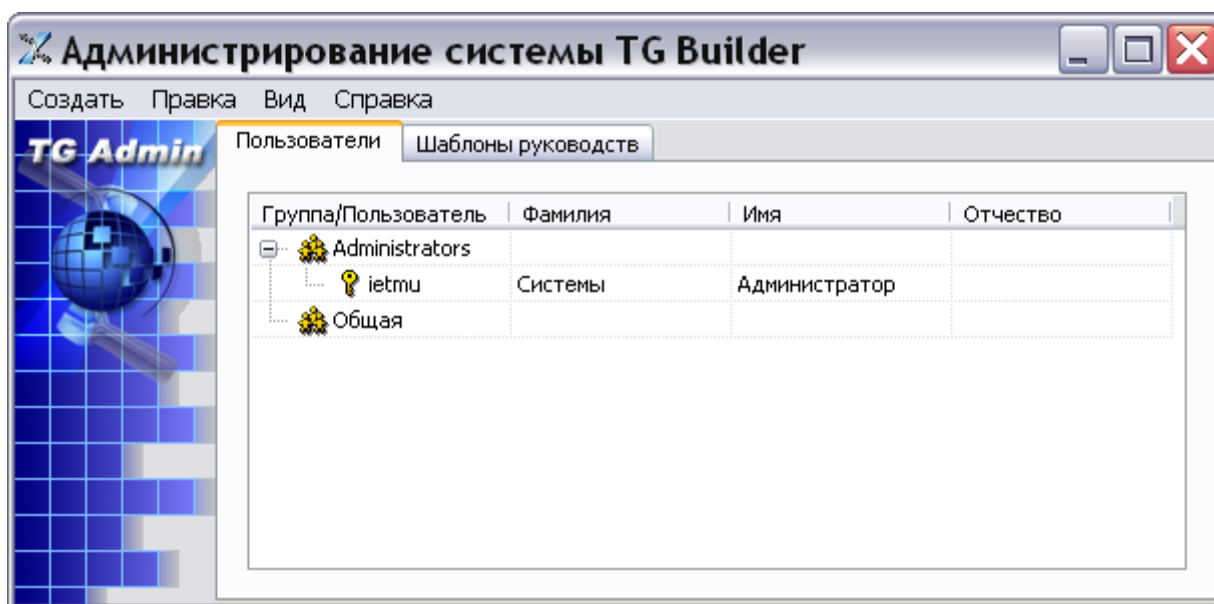 Администрирование системы TG Builder
Создать Правка Вид Справка
TG Admin
Пользователи Шаблоны руководств
Группа/Пользователь Фамилия Имя Отчество
Administrators
ietmu Системы Администратор
Общая